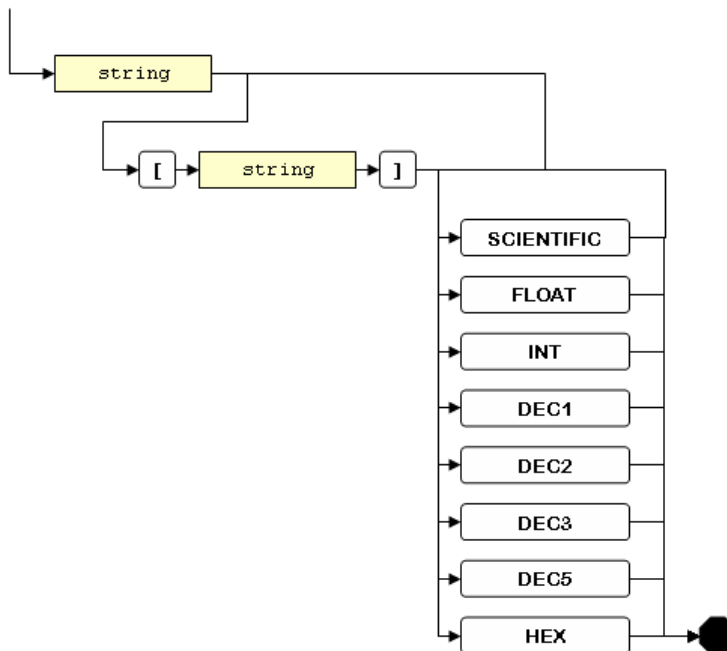 string
[ string ]
SCIENTIFIC
FLOAT
INT
DEC1
DEC2
DEC3
DEC5
HEX